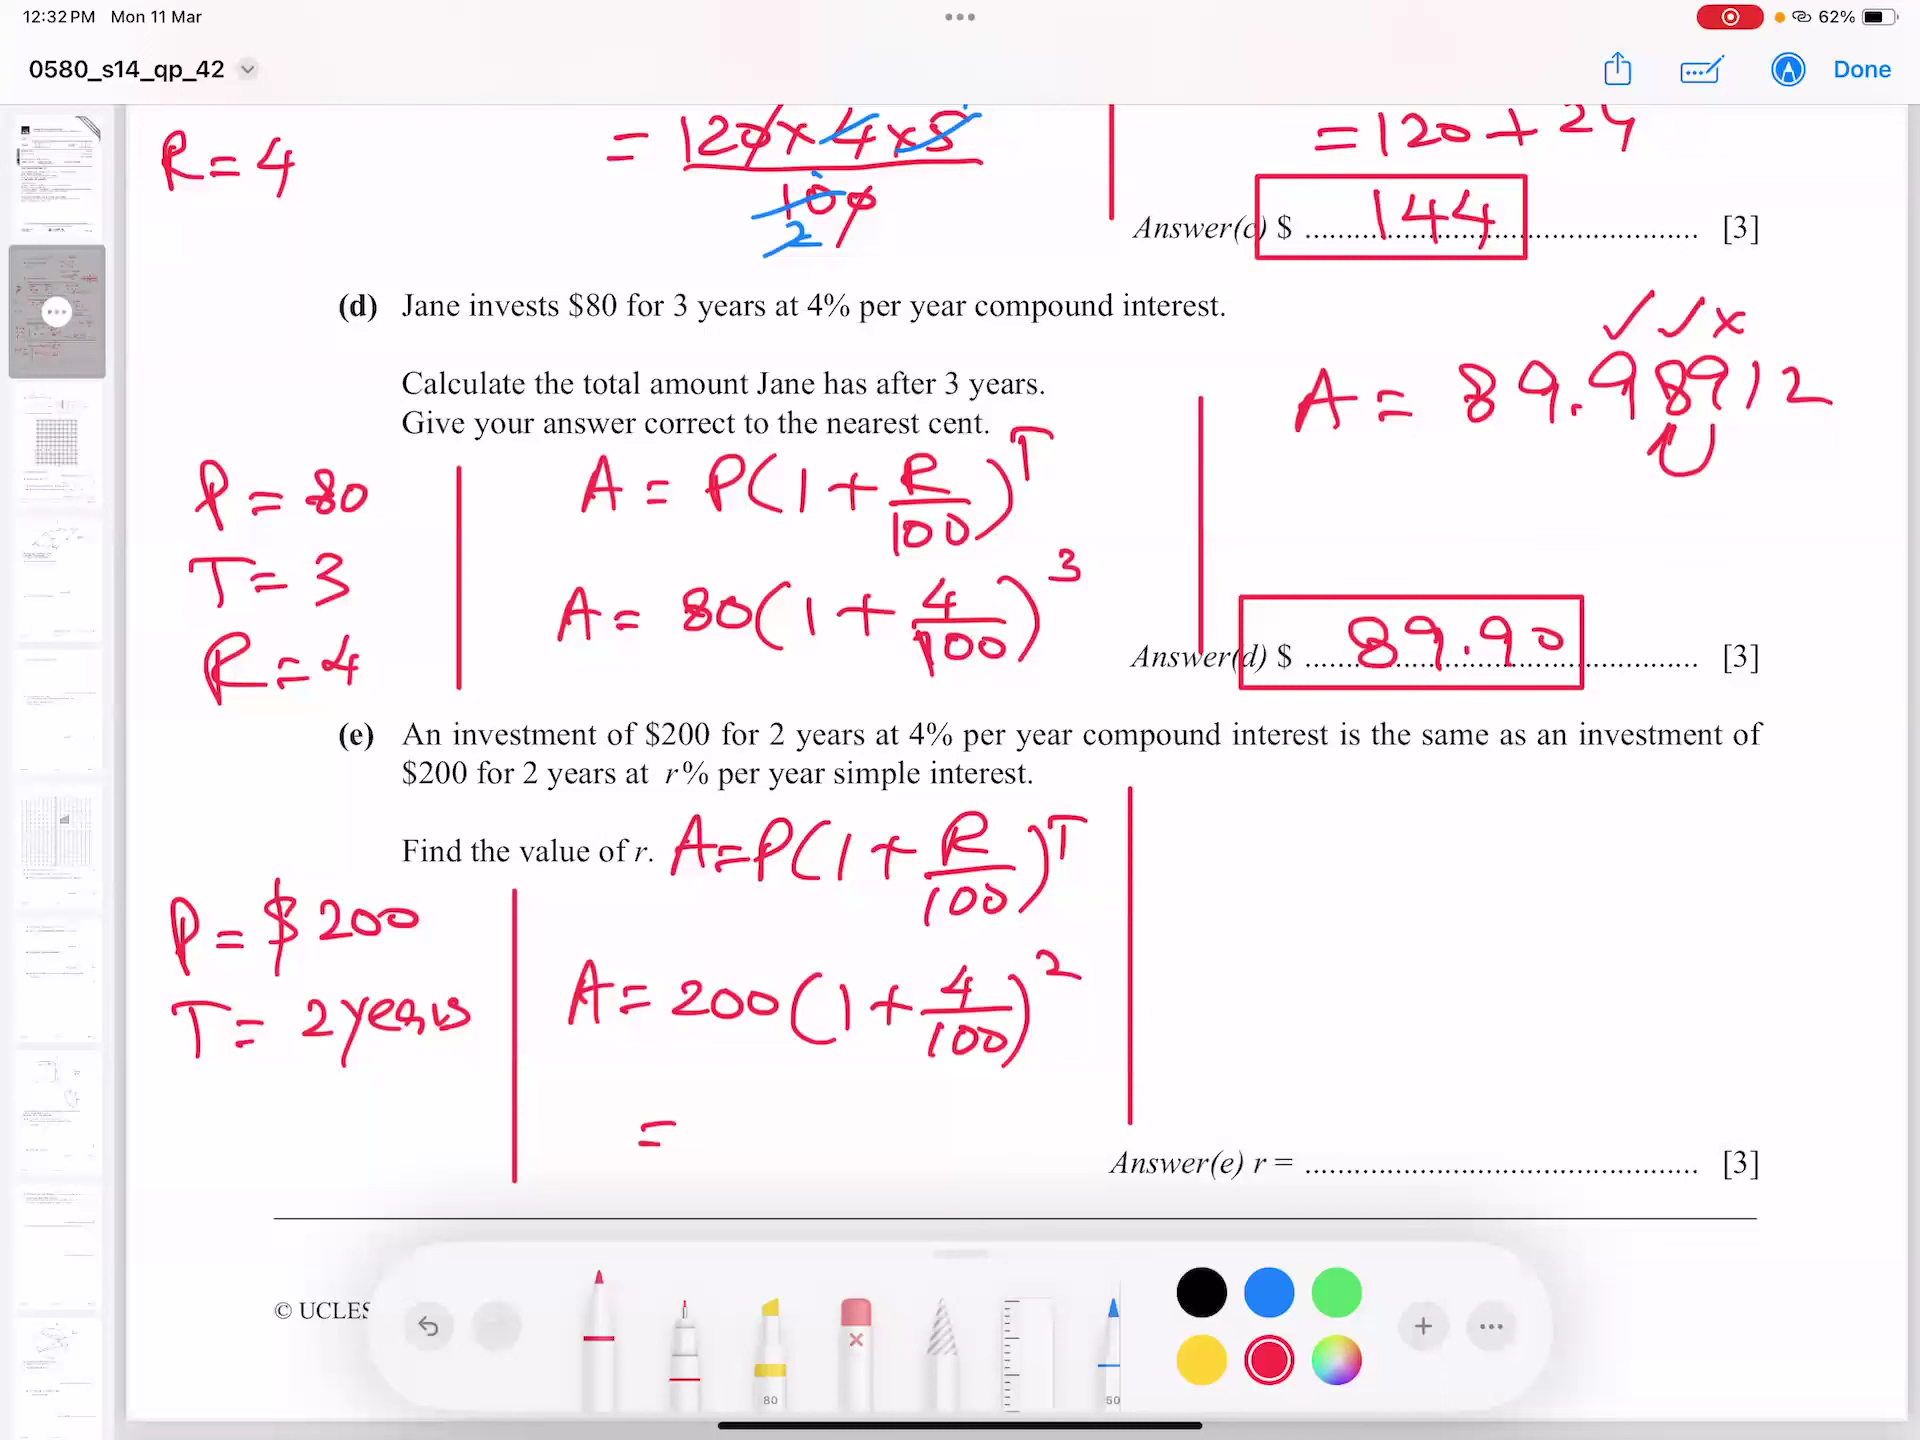 12:32 PM Mon 11 Mar
62%
0580_s14_qp_42
Done
R = 4
= 120 x 4 x 5 / 100
2
= 120 + 24
144
Answer(c) $ ................................................ [3]
(d) Jane invests $80 for 3 years at 4% per year compound interest.
Calculate the total amount Jane has after 3 years.
Give your answer correct to the nearest cent.
A = 89.98912
P = 80
T = 3
R = 4
A = P(1 + R/100)^T
A = 80(1 + 4/100)^3
89.90
Answer(d) $ ................................................ [3]
(e) An investment of $200 for 2 years at 4% per year compound interest is the same as an investment of
$200 for 2 years at r% per year simple interest.
Find the value of r.
A = P(1 + R/100)^T
P = $ 200
T = 2 years
A = 200(1 + 4/100)^2
=
Answer(e) r = ................................................ [3]
© UCLES
80
50